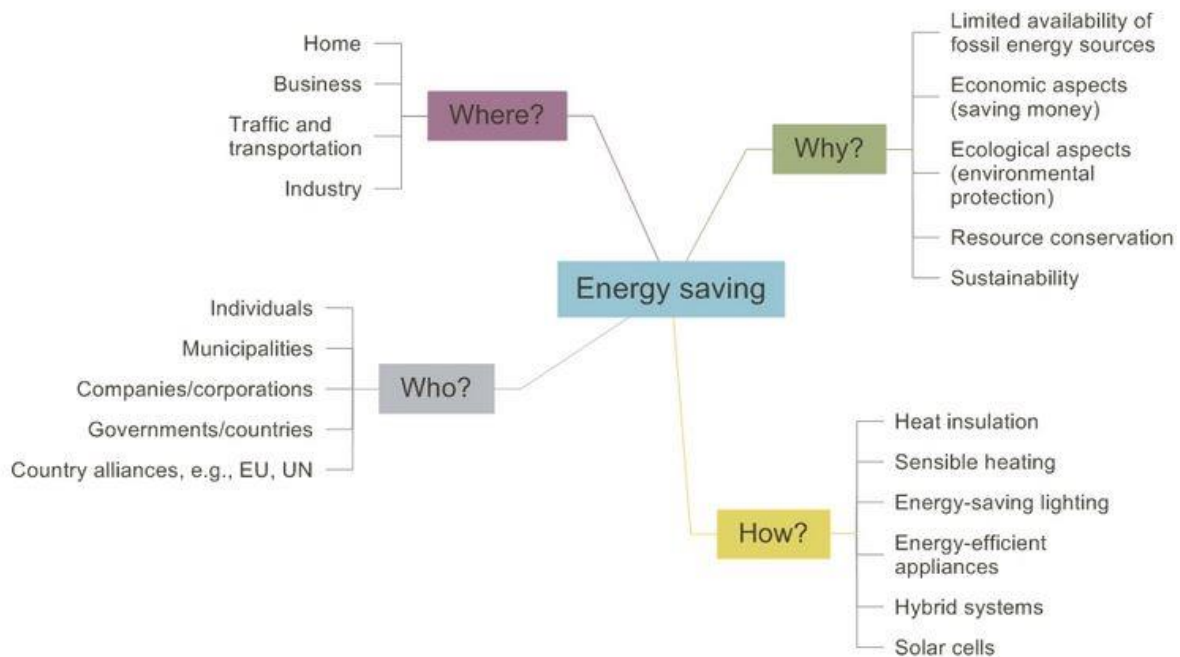 Home
Business
Traffic and
transportation
Industry
Where?
Why?
Limited availability of
fossil energy sources
Economic aspects
(saving money)
Ecological aspects
(environmental
protection)
Resource conservation
Sustainability
Energy saving
Individuals
Municipalities
Companies/corporations
Governments/countries
Country alliances, e.g., EU, UN
Who?
How?
Heat insulation
Sensible heating
Energy-saving lighting
Energy-efficient
appliances
Hybrid systems
Solar cells